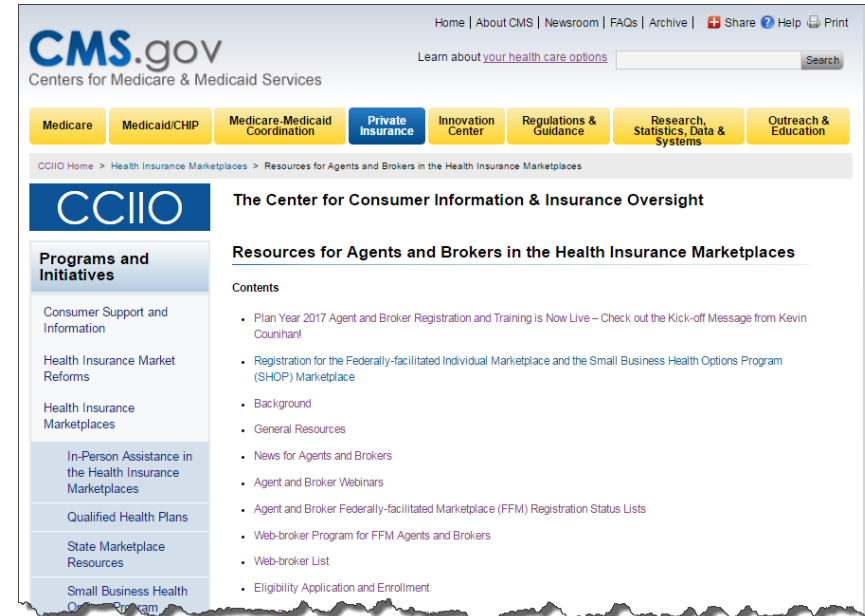 Home | About CMS | Newsroom | FAQs | Archive | Share Help Print
CMS.gov
Centers for Medicare & Medicaid Services
Learn about your health care options
Search
Medicare
Medicaid/CHIP
Medicare-Medicaid
Coordination
Private
Insurance
Innovation
Center
Regulations &
Guidance
Research,
Statistics, Data &
Systems
Outreach &
Education
CCIIO Home > Health Insurance Marketplaces > Resources for Agents and Brokers in the Health Insurance Marketplaces
CCIIO
Programs and
Initiatives
Consumer Support and
Information
Health Insurance Market
Reforms
Health Insurance
Marketplaces
In-Person Assistance in
the Health Insurance
Marketplaces
Qualified Health Plans
State Marketplace
Resources
Small Business Health
Program
The Center for Consumer Information & Insurance Oversight
Resources for Agents and Brokers in the Health Insurance Marketplaces
Contents
• Plan Year 2017 Agent and Broker Registration and Training is Now Live – Check out the Kick-off Message from Kevin
Counihan!
• Registration for the Federally-facilitated Individual Marketplace and the Small Business Health Options Program
(SHOP) Marketplace
• Background
• General Resources
• News for Agents and Brokers
• Agent and Broker Webinars
• Agent and Broker Federally-facilitated Marketplace (FFM) Registration Status Lists
• Web-broker Program for FFM Agents and Brokers
• Web-broker List
• Eligibility Application and Enrollment